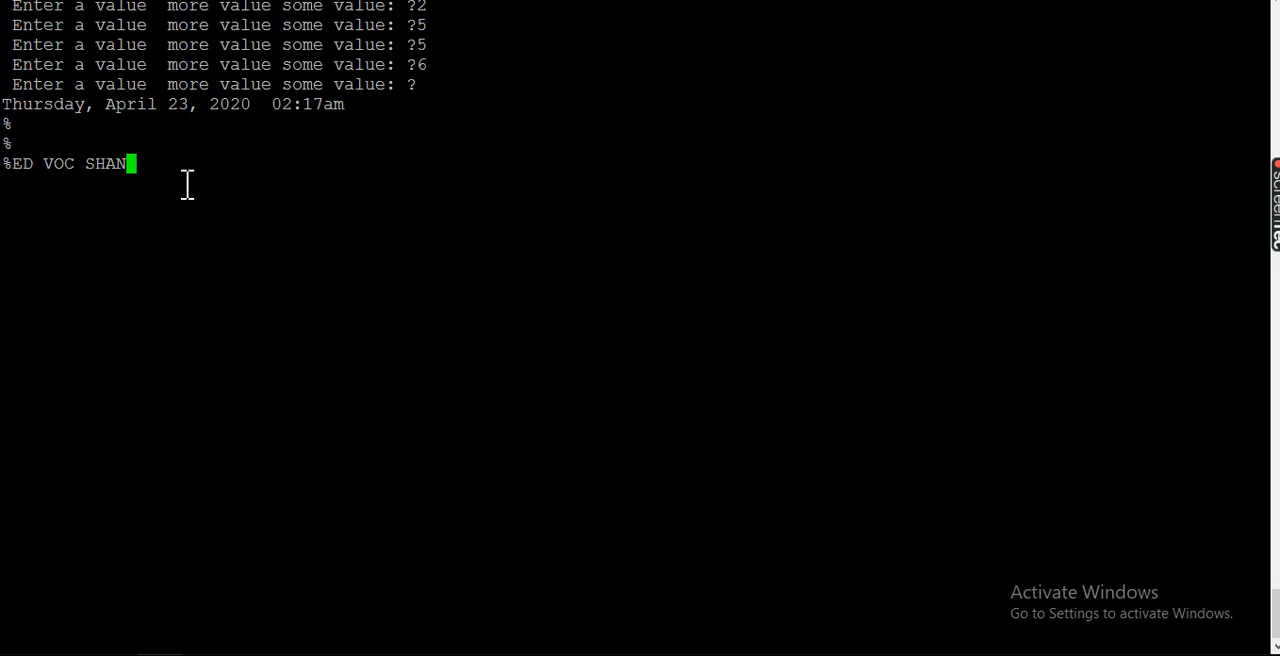 Enter a value  more value some value: ?2
Enter a value  more value some value: ?5
Enter a value  more value some value: ?5
Enter a value  more value some value: ?6
Enter a value  more value some value: ?
Thursday, April 23, 2020  02:17am
%
%
%ED VOC SHAN
Activate Windows
Go to Settings to activate Windows.